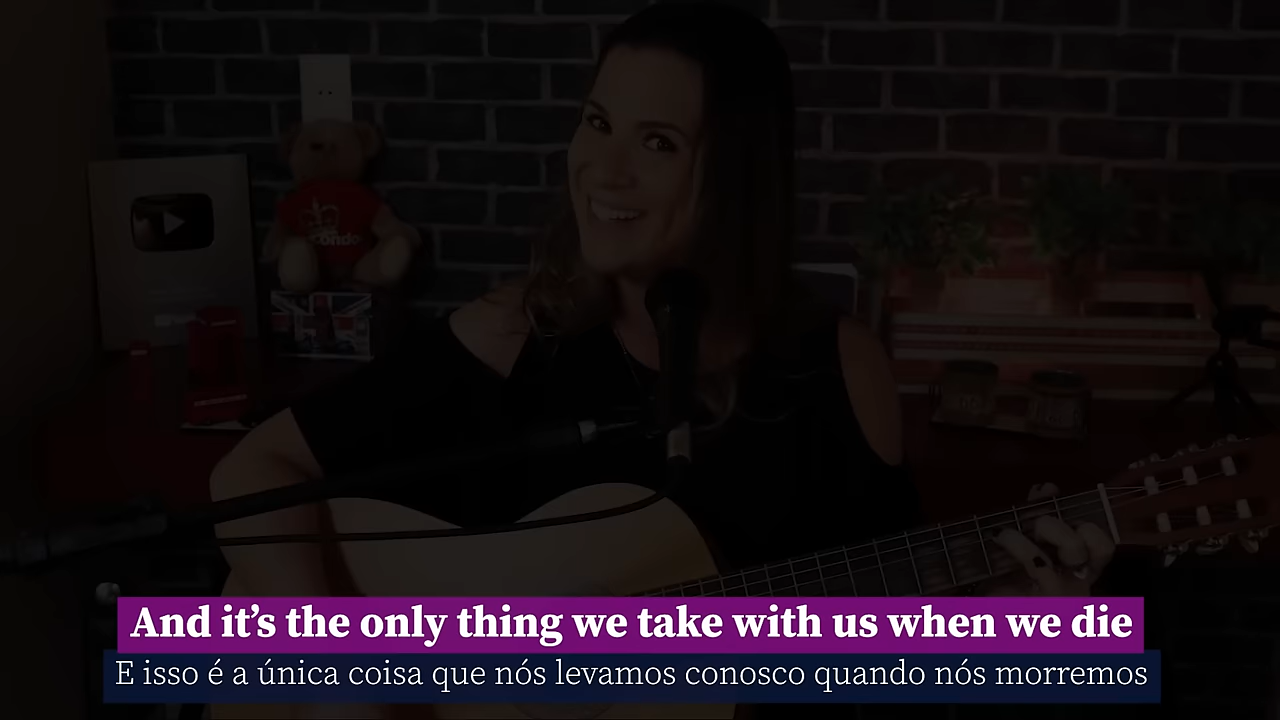 And it’s the only thing we take with us when we die
E isso é a única coisa que nós levamos conosco quando nós morremos